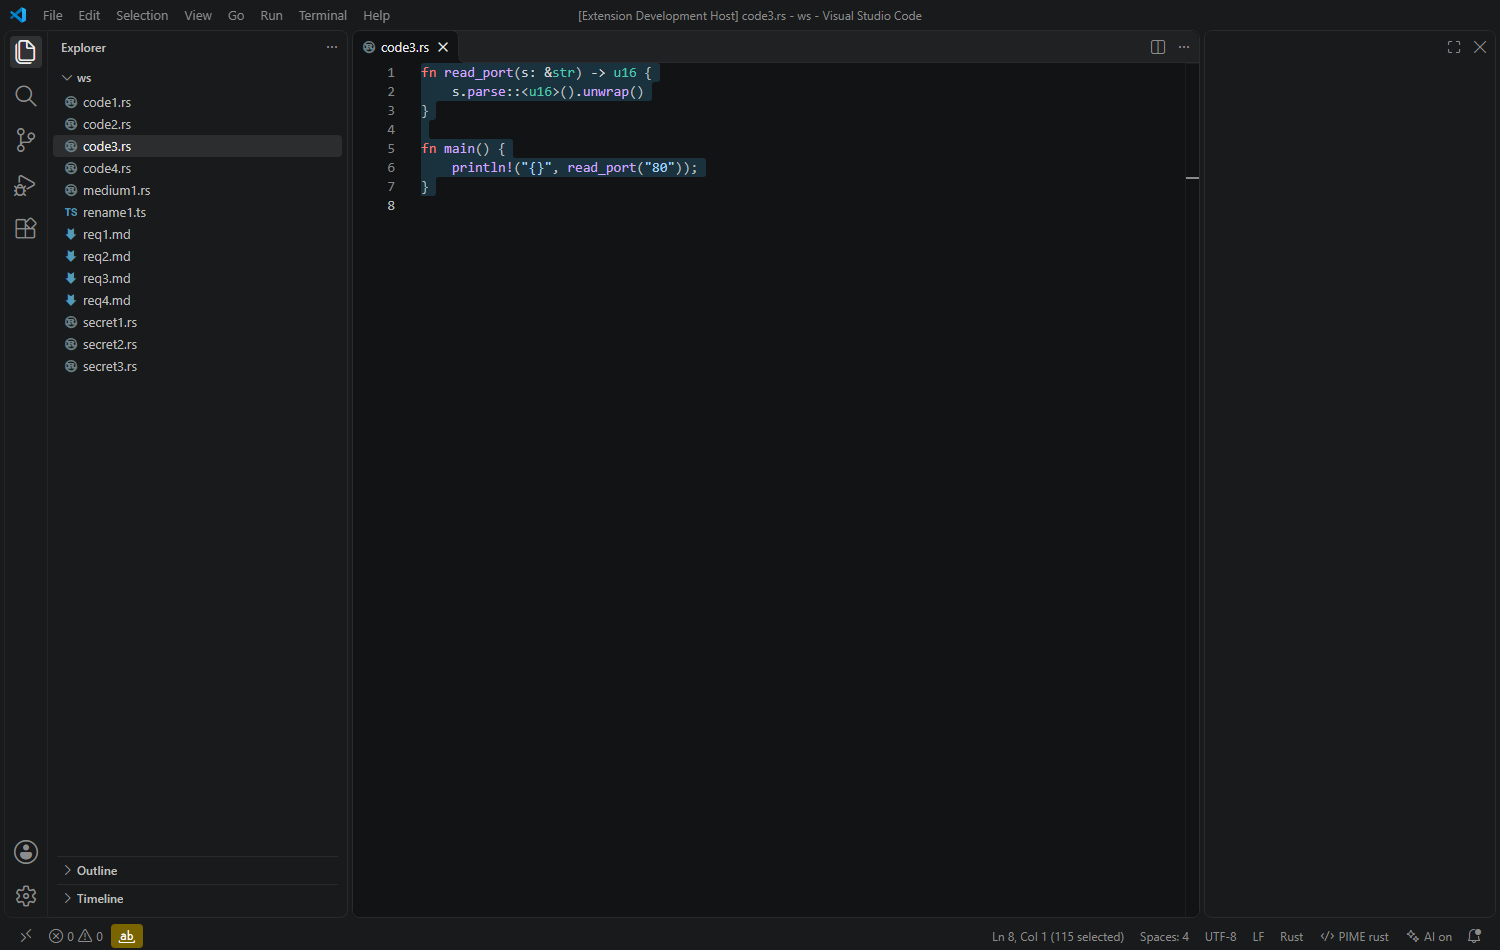 File Edit Selection View Go Run Terminal Help
[Extension Development Host] code3.rs - ws - Visual Studio Code
Explorer
ws
code1.rs
code2.rs
code3.rs
code4.rs
medium1.rs
TS rename1.ts
req1.md
req2.md
req3.md
req4.md
secret1.rs
secret2.rs
secret3.rs
Outline
Timeline
code3.rs
1 fn read_port(s: &str) -> u16 {
2     s.parse::<u16>().unwrap()
3 }
4
5 fn main() {
6     println!("{}", read_port("80"));
7 }
8
0 0 ab
Ln 8, Col 1 (115 selected) Spaces: 4 UTF-8 LF Rust </> PIME rust AI on